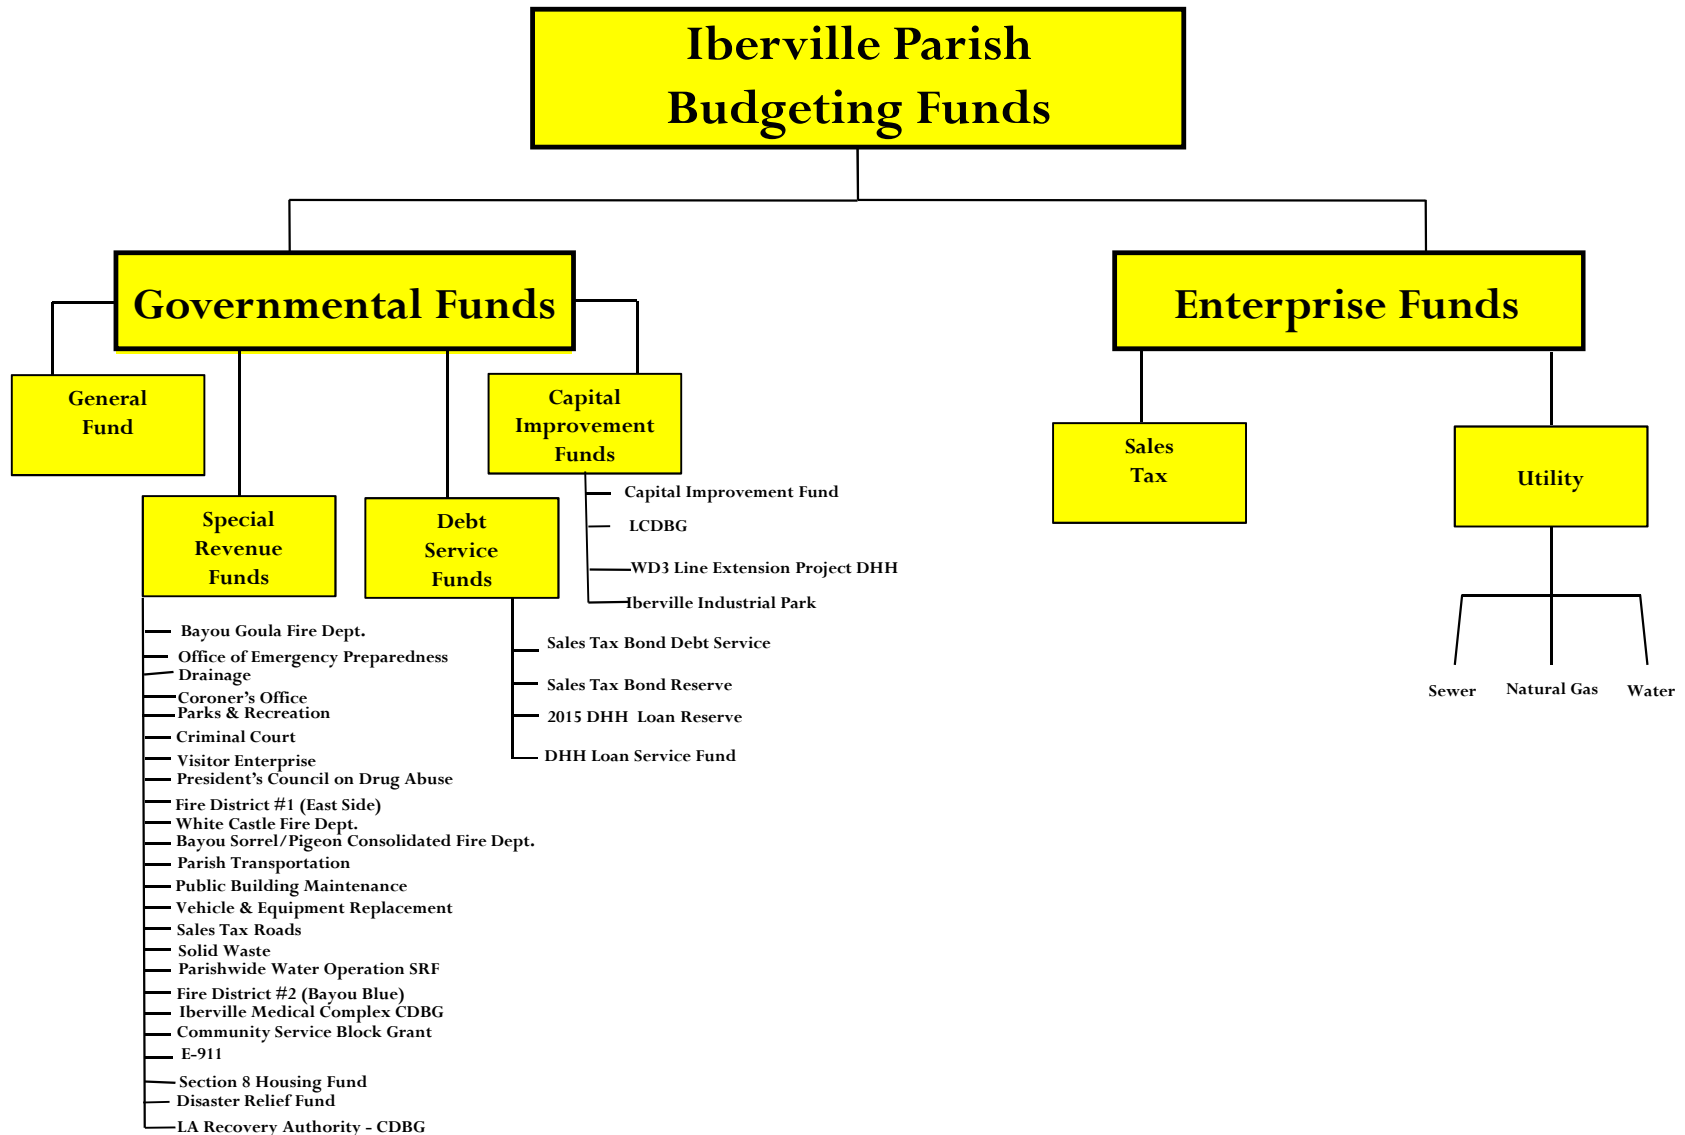 Iberville Parish
Budgeting Funds
Governmental Funds
Enterprise Funds
General
Fund
Capital
Improvement
Funds
Sales
Tax
Utility
Special
Revenue
Funds
Debt
Service
Funds
Capital Improvement Fund
LCDBG
WD3 Line Extension Project DHH
Iberville Industrial Park
Bayou Goula Fire Dept.
Office of Emergency Preparedness
Drainage
Coroner's Office
Parks & Recreation
Criminal Court
Visitor Enterprise
President's Council on Drug Abuse
Fire District #1 (East Side)
White Castle Fire Dept.
Bayou Sorrel/Pigeon Consolidated Fire Dept.
Parish Transportation
Public Building Maintenance
Vehicle & Equipment Replacement
Sales Tax Roads
Solid Waste
Parishwide Water Operation SRF
Fire District #2 (Bayou Blue)
Iberville Medical Complex CDBG
Community Service Block Grant
E-911
Section 8 Housing Fund
Disaster Relief Fund
LA Recovery Authority - CDBG
Sales Tax Bond Debt Service
Sales Tax Bond Reserve
2015 DHH Loan Reserve
DHH Loan Service Fund
Sewer
Natural Gas
Water